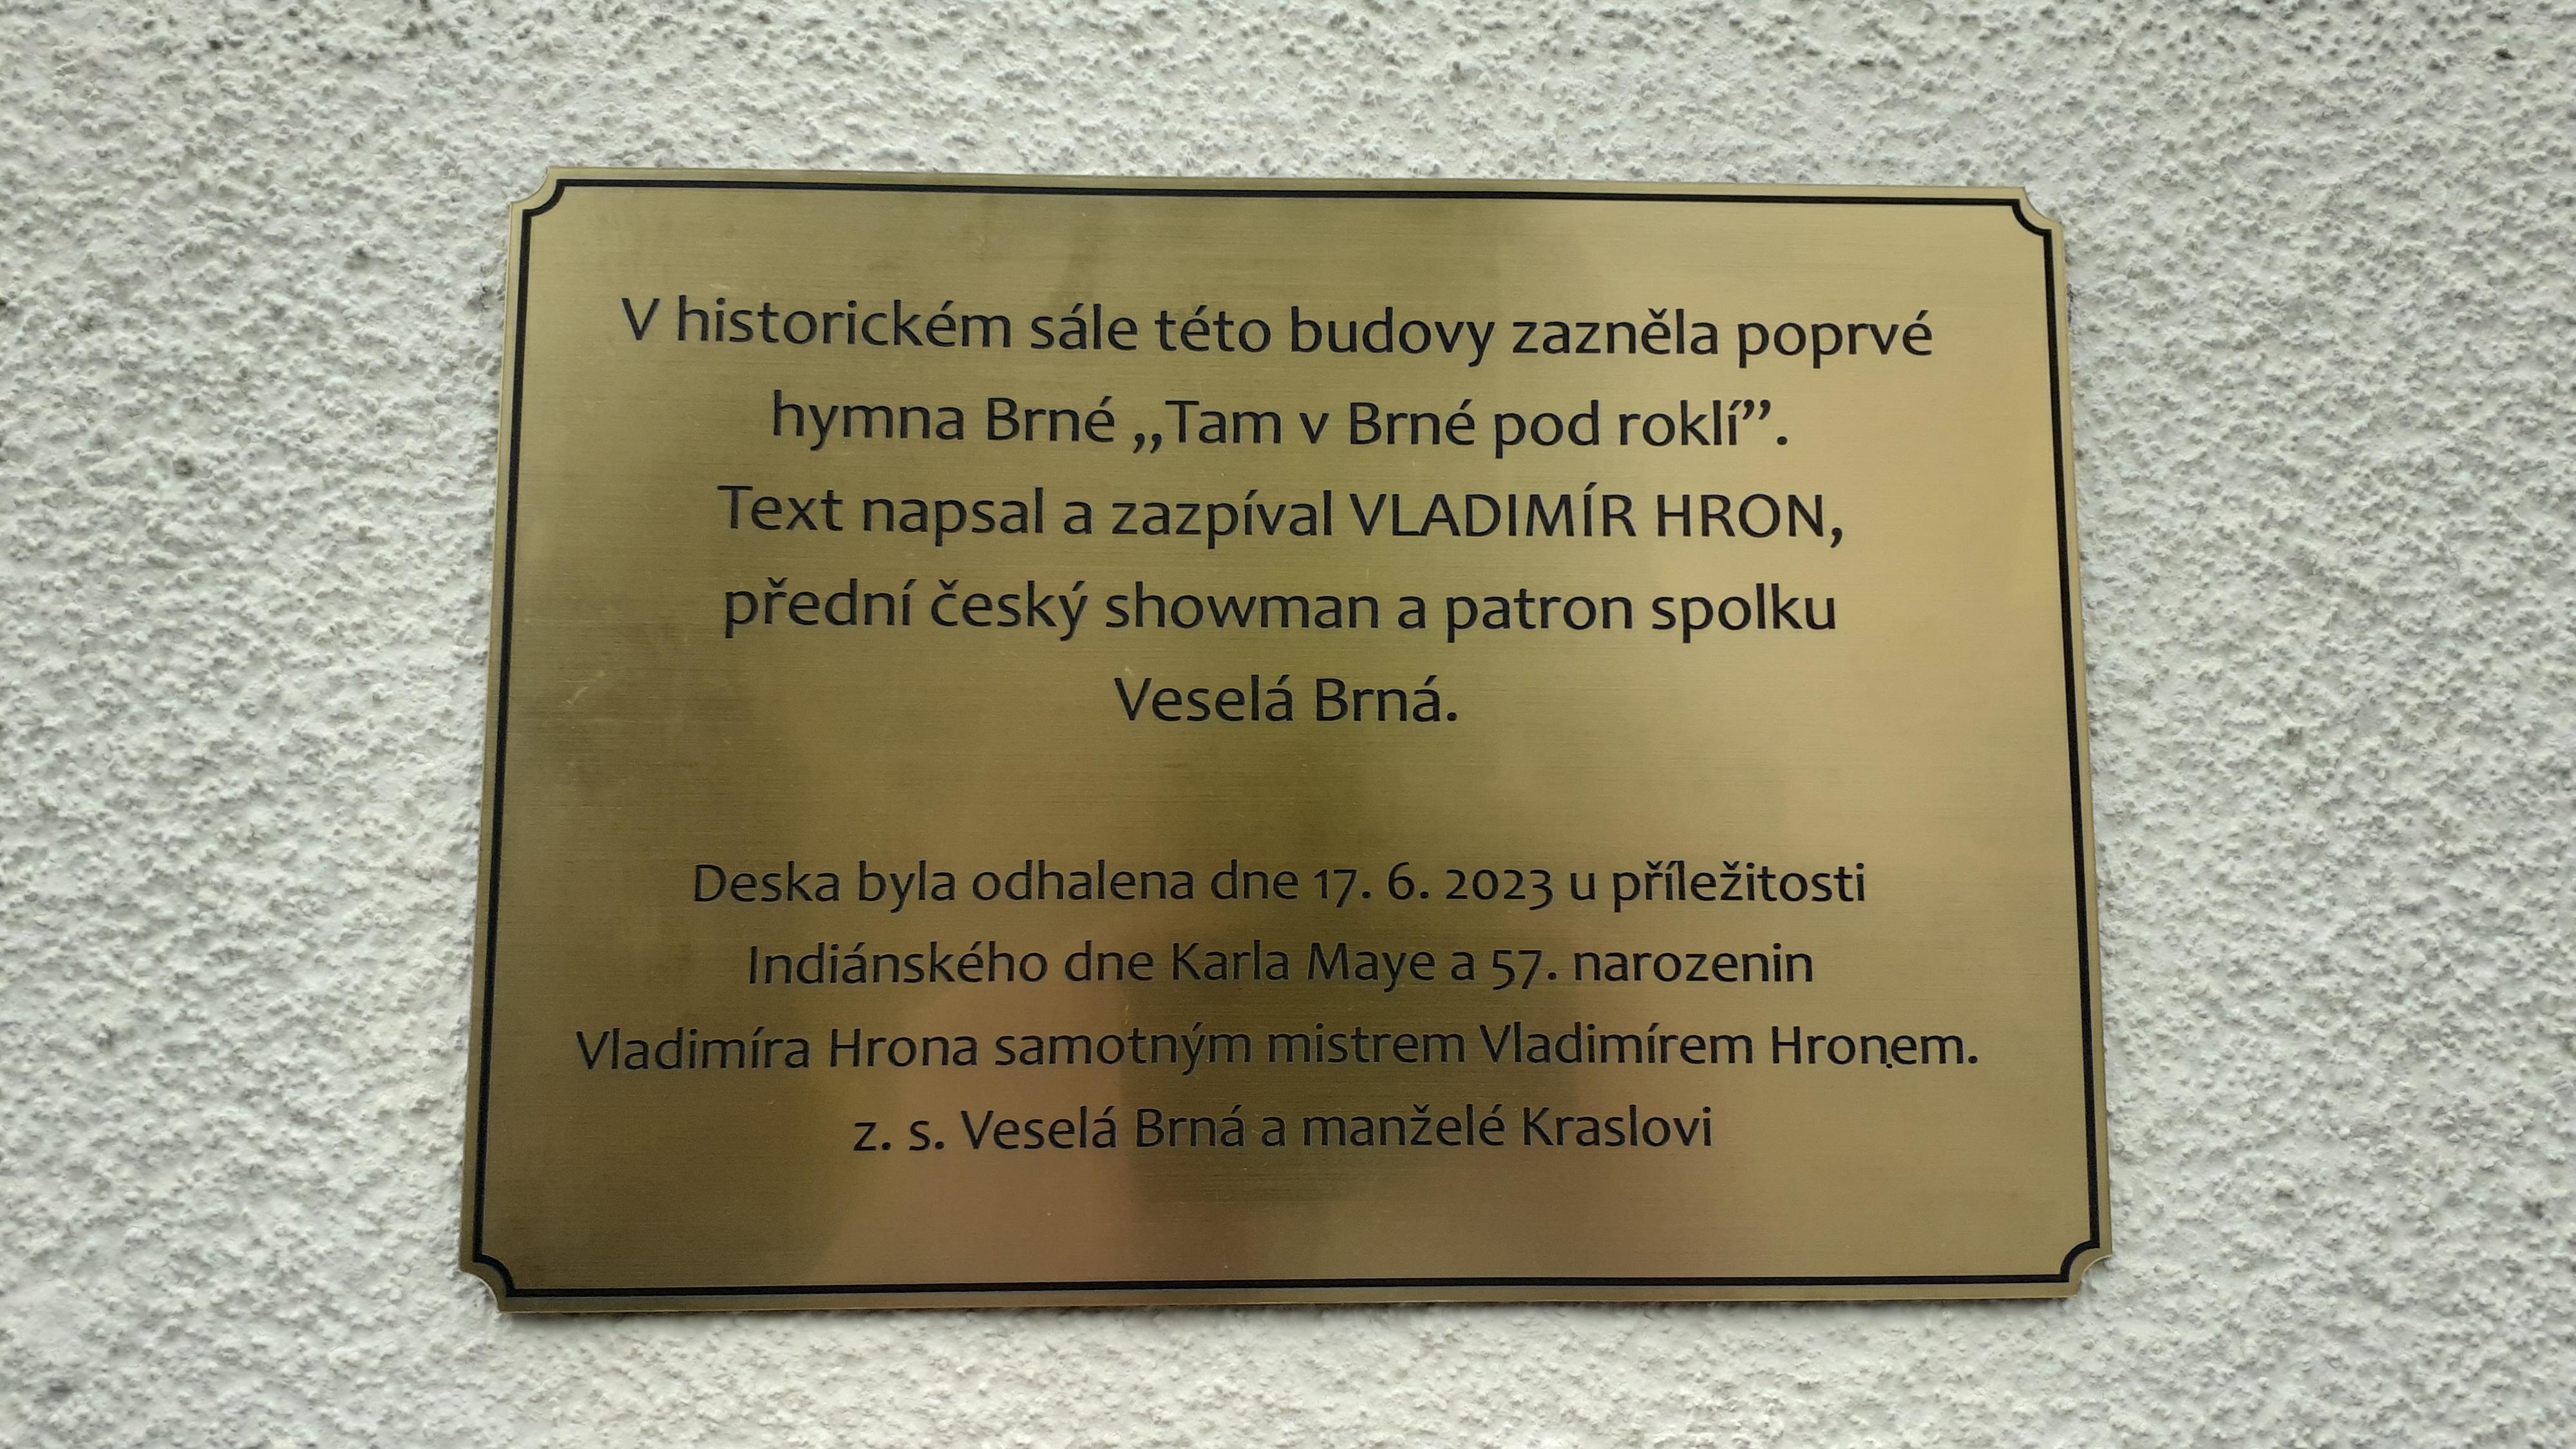 V historickém sále této budovy zazněla poprvé
hymna Brné „Tam v Brné pod roklí”.
Text napsal a zazpíval VLADIMÍR HRON,
přední český showman a patron spolku
Veselá Brná.
Deska byla odhalena dne 17. 6. 2023 u příležitosti
Indiánského dne Karla Maye a 57. narozenin
Vladimíra Hrona samotným mistrem Vladimírem Hronem.
z. s. Veselá Brná a manželé Kraslovi